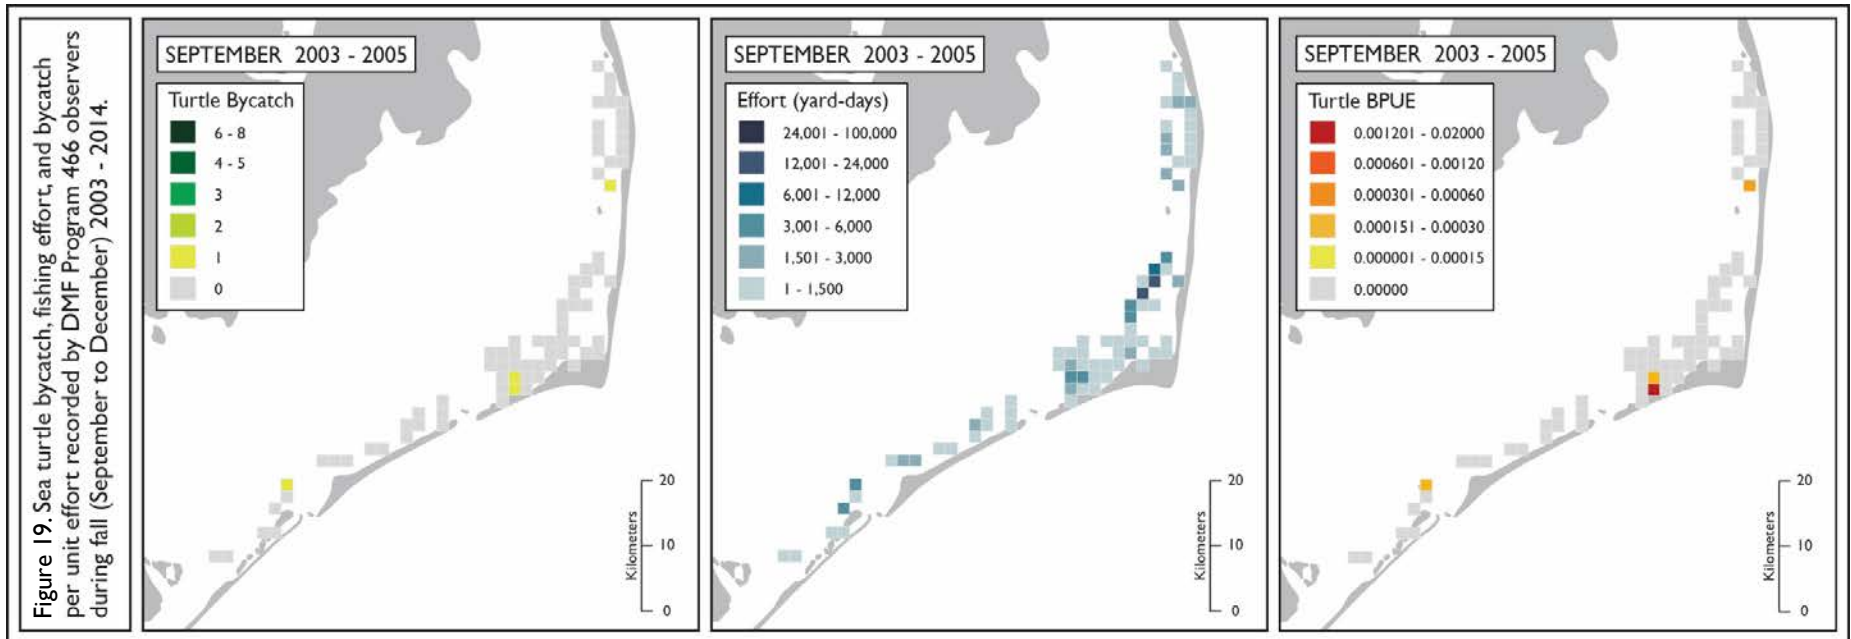 Figure 19. Sea turtle bycatch, fishing effort, and bycatch
per unit effort recorded by DMF Program 466 observers
during fall (September to December) 2003 - 2014.
SEPTEMBER 2003 - 2005
Turtle Bycatch
6 - 8
4 - 5
3
2
1
0
Kilometers
20
10
0
SEPTEMBER 2003 - 2005
Effort (yard-days)
24,001 - 100,000
12,001 - 24,000
6,001 - 12,000
3,001 - 6,000
1,501 - 3,000
1 - 1,500
Kilometers
20
10
0
SEPTEMBER 2003 - 2005
Turtle BPUE
0.001201 - 0.02000
0.000601 - 0.00120
0.000301 - 0.00060
0.000151 - 0.00030
0.000001 - 0.00015
0.00000
Kilometers
20
10
0